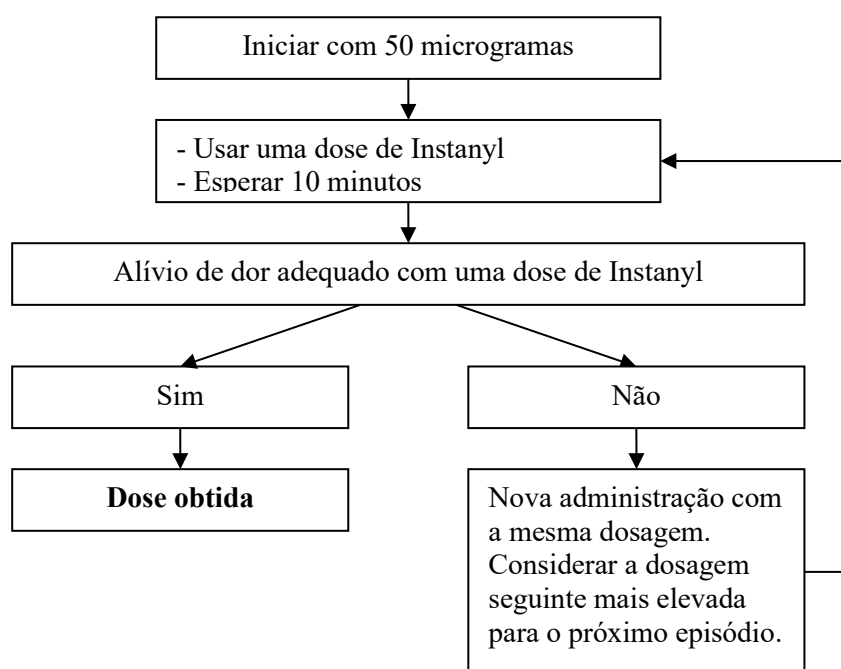 Iniciar com 50 microgramas
- Usar uma dose de Instanyl
- Esperar 10 minutos
Alívio de dor adequado com uma dose de Instanyl
Sim
Não
Dose obtida
Nova administração com
a mesma dosagem.
Considerar a dosagem
seguinte mais elevada
para o próximo episódio.